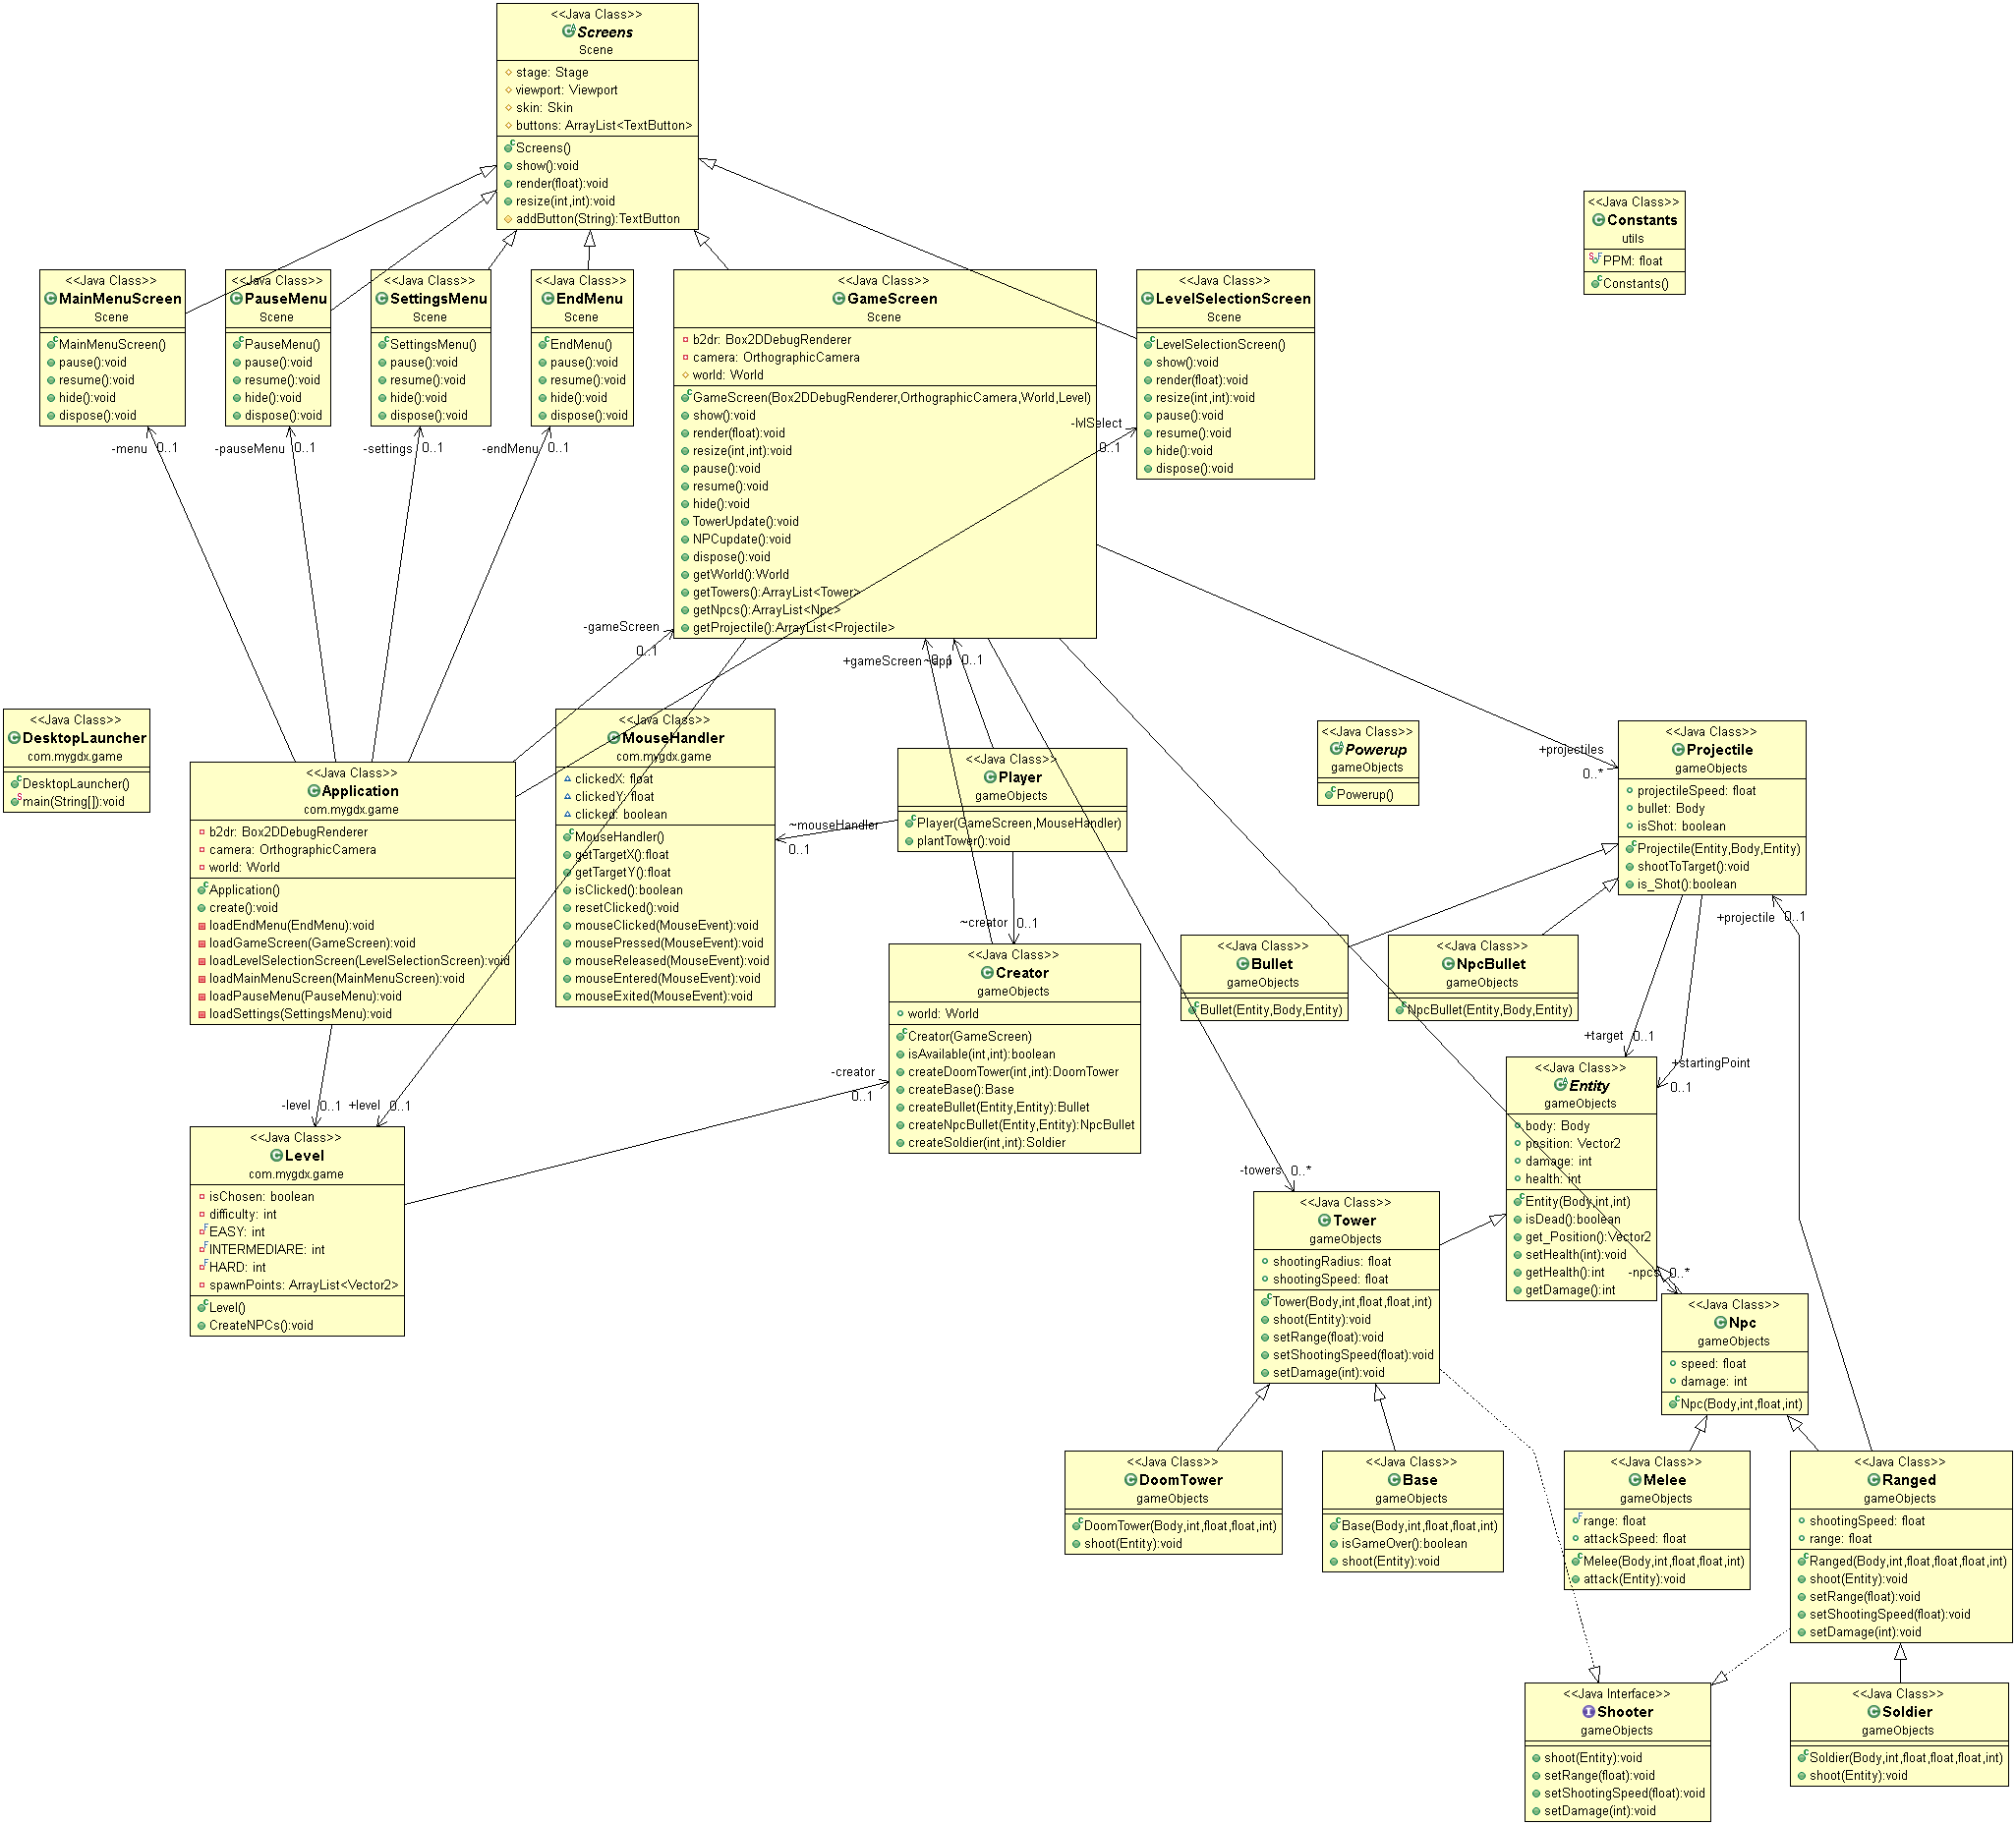 <<Java Class>>
Screens
Scene
stage: Stage
viewport: Viewport
skin: Skin
buttons: ArrayList<TextButton>
Screens()
show():void
render(float):void
resize(int,int):void
addButton(String):TextButton
<<Java Class>>
Constants
utils
PPM: float
Constants()
<<Java Class>>
MainMenuScreen
Scene
MainMenuScreen()
pause():void
resume():void
hide():void
dispose():void
<<Java Class>>
PauseMenu
Scene
PauseMenu()
pause():void
resume():void
hide():void
dispose():void
<<Java Class>>
SettingsMenu
Scene
SettingsMenu()
pause():void
resume():void
hide():void
dispose():void
<<Java Class>>
EndMenu
Scene
EndMenu()
pause():void
resume():void
hide():void
dispose():void
<<Java Class>>
GameScreen
Scene
b2dr: Box2DDebugRenderer
camera: OrthographicCamera
world: World
GameScreen(Box2DDebugRenderer,OrthographicCamera,World,Level)
show():void
render(float):void
resize(int,int):void
pause():void
resume():void
hide():void
TowerUpdate():void
NPCupdate():void
dispose():void
getWorld():World
getTowers():ArrayList<Tower>
getNpcs():ArrayList<Npc>
getProjectile():ArrayList<Projectile>
<<Java Class>>
LevelSelectionScreen
Scene
LevelSelectionScreen()
show():void
render(float):void
resize(int,int):void
pause():void
resume():void
hide():void
dispose():void
-menu 0..1
-pauseMenu 0..1
-settings 0..1
-endMenu 0..1
-lvlSelect
0..1
-gameScreen
0..1
+gameScreen 0..1
~app 0..1
<<Java Class>>
DesktopLauncher
com.mygdx.game
DesktopLauncher()
main(String[]):void
<<Java Class>>
Application
com.mygdx.game
b2dr: Box2DDebugRenderer
camera: OrthographicCamera
world: World
Application()
create():void
loadEndMenu(EndMenu):void
loadGameScreen(GameScreen):void
loadLevelSelectionScreen(LevelSelectionScreen):void
loadMainMenuScreen(MainMenuScreen):void
loadPauseMenu(PauseMenu):void
loadSettings(SettingsMenu):void
<<Java Class>>
MouseHandler
com.mygdx.game
clickedX: float
clickedY: float
clicked: boolean
MouseHandler()
getTargetX():float
getTargetY():float
isClicked():boolean
resetClicked():void
mouseClicked(MouseEvent):void
mousePressed(MouseEvent):void
mouseReleased(MouseEvent):void
mouseEntered(MouseEvent):void
mouseExited(MouseEvent):void
~mouseHandler
0..1
<<Java Class>>
Player
gameObjects
Player(GameScreen,MouseHandler)
plantTower():void
~creator 0..1
<<Java Class>>
Powerup
gameObjects
Powerup()
+projectiles
0..*
<<Java Class>>
Projectile
gameObjects
projectileSpeed: float
bullet: Body
isShot: boolean
Projectile(Entity,Body,Entity)
shootToTarget():void
is_Shot():boolean
+projectile 0..1
<<Java Class>>
Creator
gameObjects
world: World
Creator(GameScreen)
isAvailable(int,int):boolean
createDoomTower(int,int):DoomTower
createBase():Base
createBullet(Entity,Entity):Bullet
createNpcBullet(Entity,Entity):NpcBullet
createSoldier(int,int):Soldier
<<Java Class>>
Bullet
gameObjects
Bullet(Entity,Body,Entity)
<<Java Class>>
NpcBullet
gameObjects
NpcBullet(Entity,Body,Entity)
+target 0..1
+startingPoint
0..1
-creator
0..1
-level 0..1
+level 0..1
<<Java Class>>
Level
com.mygdx.game
isChosen: boolean
difficulty: int
EASY: int
INTERMEDIARE: int
HARD: int
spawnPoints: ArrayList<Vector2>
Level()
CreateNPCs():void
<<Java Class>>
Entity
gameObjects
body: Body
position: Vector2
damage: int
health: int
Entity(Body,int,int)
isDead():boolean
get_Position():Vector2
setHealth(int):void
getHealth():int
getDamage():int
-towers 0..*
-npcs 0..*
<<Java Class>>
Tower
gameObjects
shootingRadius: float
shootingSpeed: float
Tower(Body,int,float,float,int)
shoot(Entity):void
setRange(float):void
setShootingSpeed(float):void
setDamage(int):void
<<Java Class>>
Npc
gameObjects
speed: float
damage: int
Npc(Body,int,float,int)
<<Java Class>>
DoomTower
gameObjects
DoomTower(Body,int,float,float,int)
shoot(Entity):void
<<Java Class>>
Base
gameObjects
Base(Body,int,float,float,int)
isGameOver():boolean
shoot(Entity):void
<<Java Class>>
Melee
gameObjects
range: float
attackSpeed: float
Melee(Body,int,float,float,int)
attack(Entity):void
<<Java Class>>
Ranged
gameObjects
shootingSpeed: float
range: float
Ranged(Body,int,float,float,float,int)
shoot(Entity):void
setRange(float):void
setShootingSpeed(float):void
setDamage(int):void
<<Java Interface>>
Shooter
gameObjects
shoot(Entity):void
setRange(float):void
setShootingSpeed(float):void
setDamage(int):void
<<Java Class>>
Soldier
gameObjects
Soldier(Body,int,float,float,float,int)
shoot(Entity):void